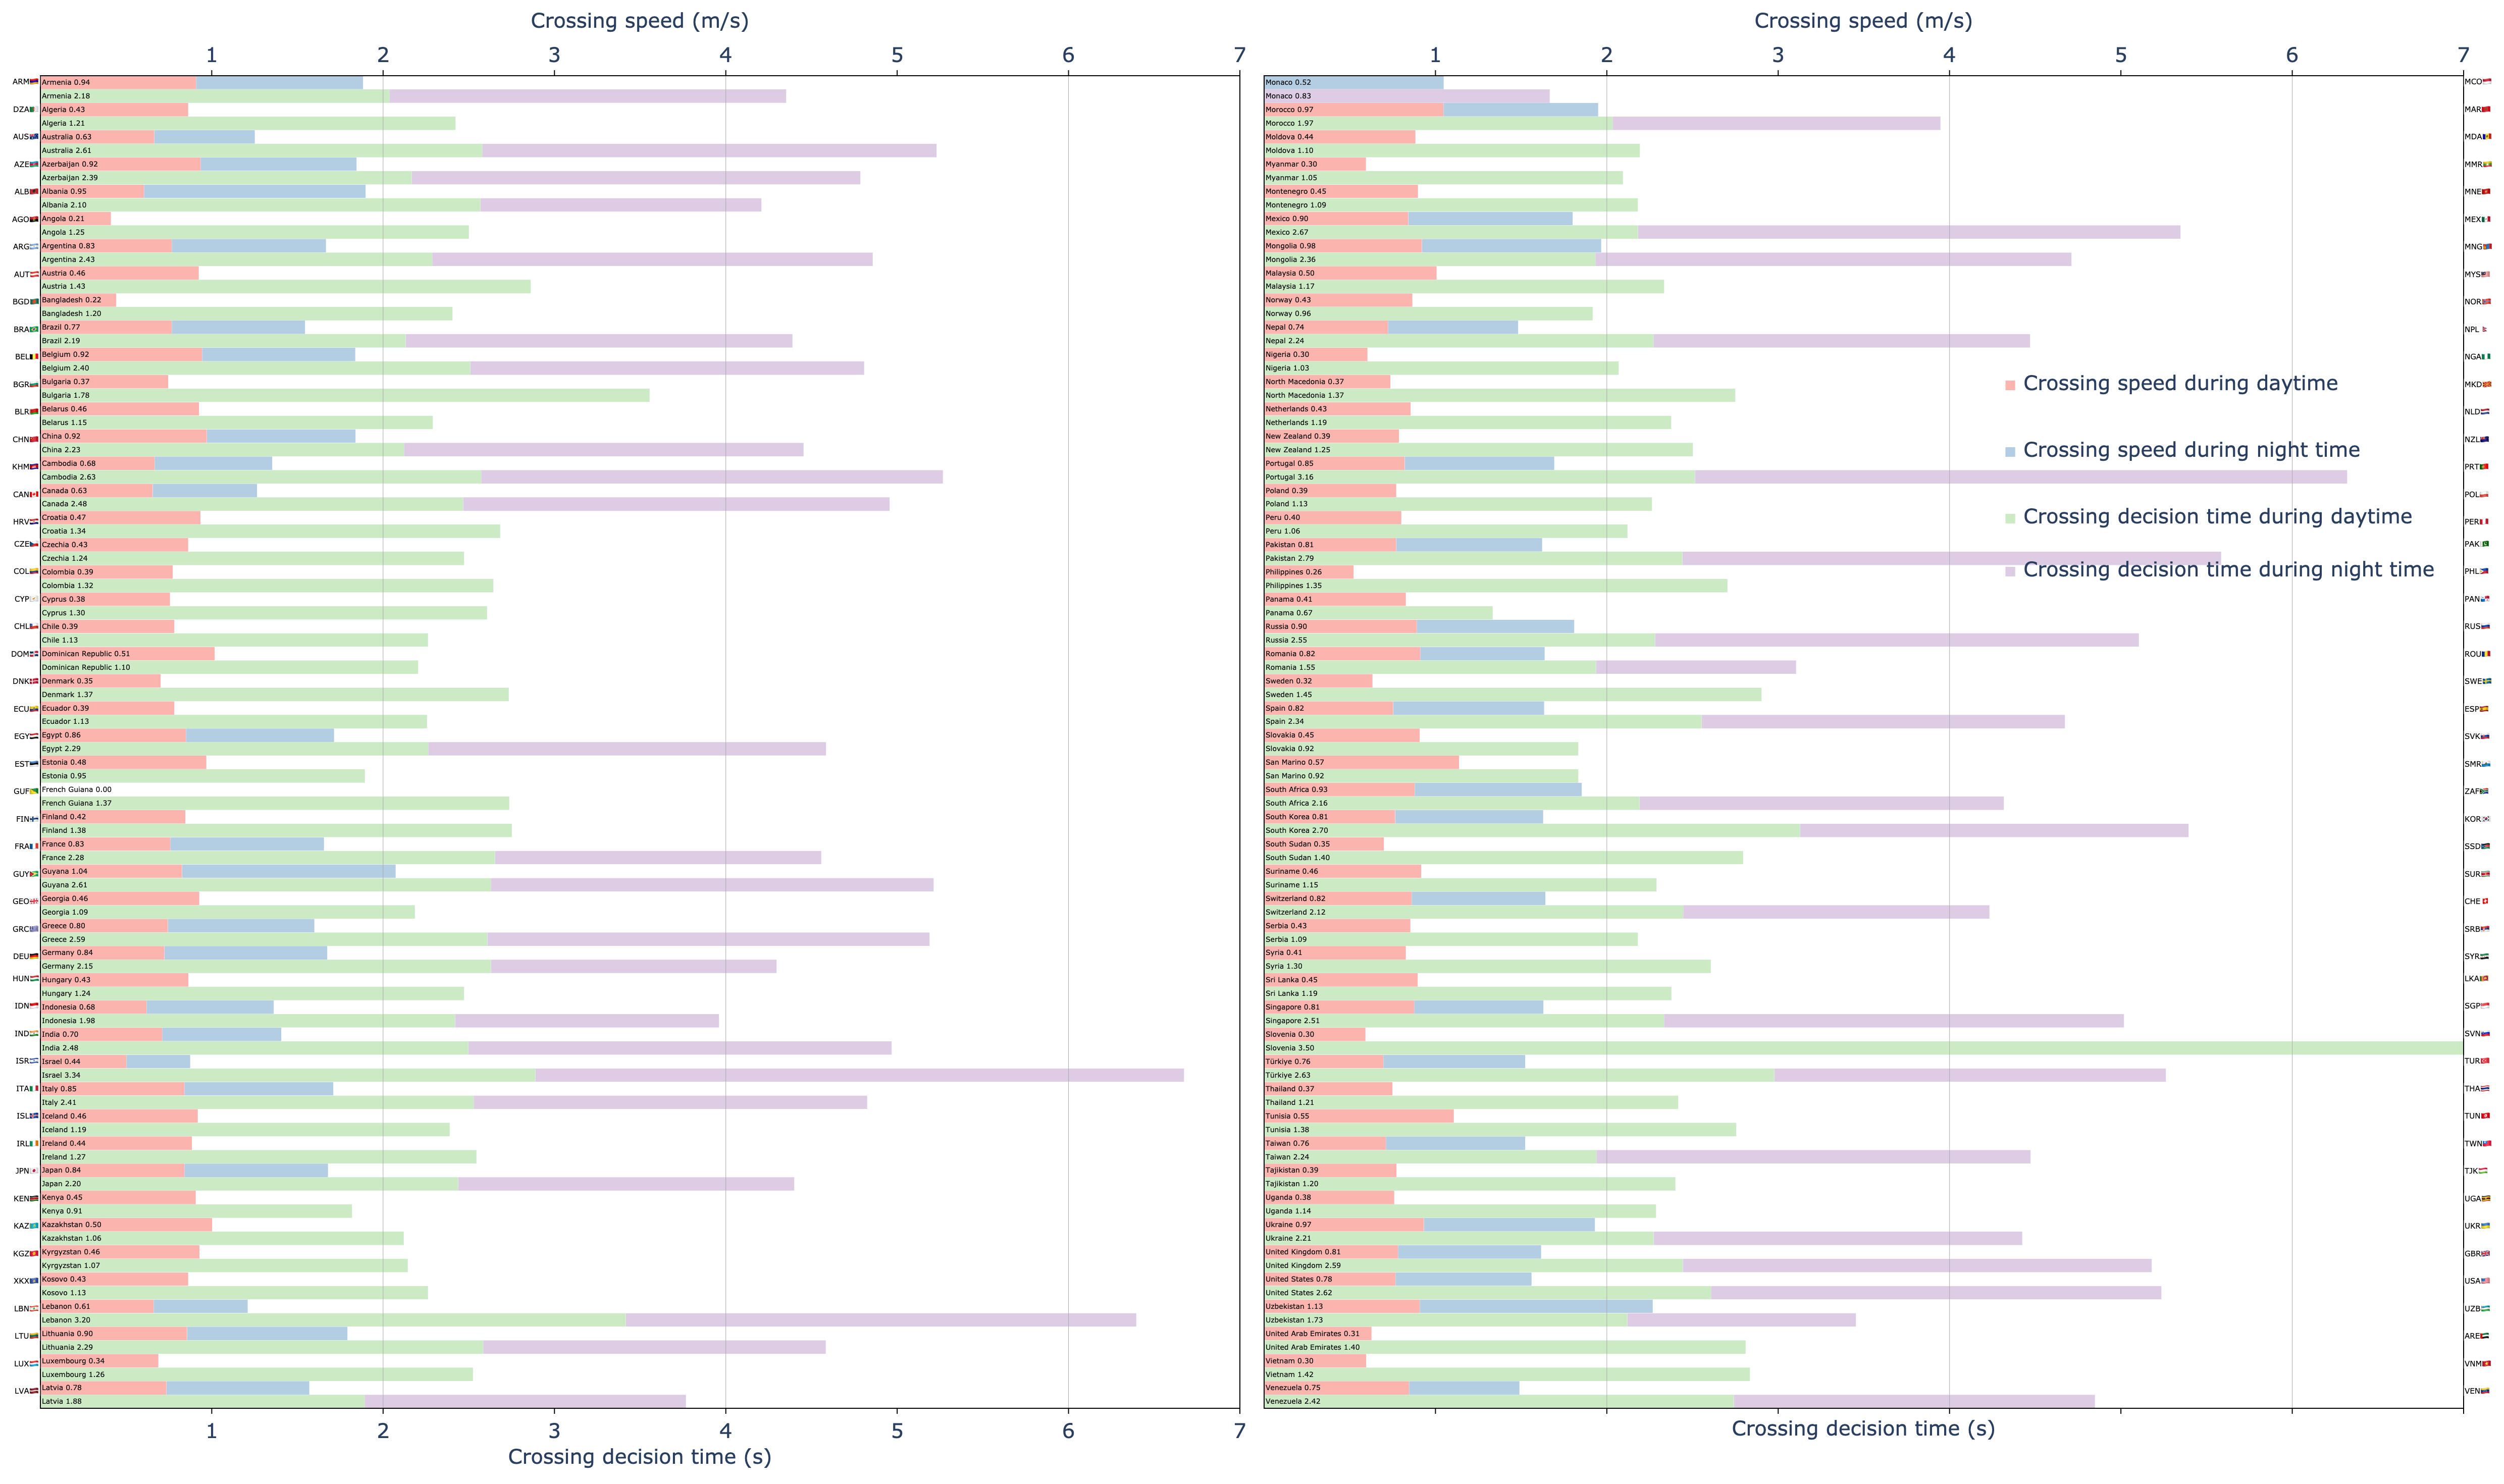 Crossing speed (m/s)
1 2 3 4 5 6 7
ARM
Armenia 0.94
Armenia 2.18
DZA
Algeria 0.43
Algeria 1.21
AUS
Australia 0.63
Australia 2.61
AZE
Azerbaijan 0.92
Azerbaijan 2.39
ALB
Albania 0.95
Albania 2.10
AGO
Angola 0.21
Angola 1.25
ARG
Argentina 0.83
Argentina 2.43
AUT
Austria 0.46
Austria 1.43
BGD
Bangladesh 0.22
Bangladesh 1.20
BRA
Brazil 0.77
Brazil 2.19
BEL
Belgium 0.92
Belgium 2.40
BGR
Bulgaria 0.37
Bulgaria 1.78
BLR
Belarus 0.46
Belarus 1.15
CHN
China 0.92
China 2.23
KHM
Cambodia 0.68
Cambodia 2.63
CAN
Canada 0.63
Canada 2.48
HRV
Croatia 0.47
Croatia 1.34
CZE
Czechia 0.43
Czechia 1.24
COL
Colombia 0.39
Colombia 1.32
CYP
Cyprus 0.38
Cyprus 1.30
CHL
Chile 0.39
Chile 1.13
DOM
Dominican Republic 0.51
Dominican Republic 1.10
DNK
Denmark 0.35
Denmark 1.37
ECU
Ecuador 0.39
Ecuador 1.13
EGY
Egypt 0.86
Egypt 2.29
EST
Estonia 0.48
Estonia 0.95
GUF
French Guiana 0.00
French Guiana 1.37
FIN
Finland 0.42
Finland 1.38
FRA
France 0.83
France 2.28
GUY
Guyana 1.04
Guyana 2.61
GEO
Georgia 0.46
Georgia 1.09
GRC
Greece 0.80
Greece 2.59
DEU
Germany 0.84
Germany 2.15
HUN
Hungary 0.43
Hungary 1.24
IDN
Indonesia 0.68
Indonesia 1.98
IND
India 0.70
India 2.48
ISR
Israel 0.44
Israel 3.34
ITA
Italy 0.85
Italy 2.41
ISL
Iceland 0.46
Iceland 1.19
IRL
Ireland 0.44
Ireland 1.27
JPN
Japan 0.84
Japan 2.20
KEN
Kenya 0.45
Kenya 0.91
KAZ
Kazakhstan 0.50
Kazakhstan 1.06
KGZ
Kyrgyzstan 0.46
Kyrgyzstan 1.07
XKX
Kosovo 0.43
Kosovo 1.13
LBN
Lebanon 0.61
Lebanon 3.20
LTU
Lithuania 0.90
Lithuania 2.29
LUX
Luxembourg 0.34
Luxembourg 1.26
LVA
Latvia 0.78
Latvia 1.88
1 2 3 4 5 6 7
Crossing decision time (s)
Crossing speed (m/s)
1 2 3 4 5 6 7
Monaco 0.52
MCO
Monaco 0.83
Morocco 0.97
MAR
Morocco 1.97
Moldova 0.44
MDA
Moldova 1.10
Myanmar 0.30
MMR
Myanmar 1.05
Montenegro 0.45
MNE
Montenegro 1.09
Mexico 0.90
MEX
Mexico 2.67
Mongolia 0.98
MNG
Mongolia 2.36
Malaysia 0.50
MYS
Malaysia 1.17
Norway 0.43
NOR
Norway 0.96
Nepal 0.74
NPL
Nepal 2.24
Nigeria 0.30
NGA
Nigeria 1.03
North Macedonia 0.37
MKD
North Macedonia 1.37
Netherlands 0.43
NLD
Netherlands 1.19
New Zealand 0.39
NZL
New Zealand 1.25
Portugal 0.85
PRT
Portugal 3.16
Poland 0.39
POL
Poland 1.13
Peru 0.40
PER
Peru 1.06
Pakistan 0.81
PAK
Pakistan 2.79
Philippines 0.26
PHL
Philippines 1.35
Panama 0.41
PAN
Panama 0.67
Russia 0.90
RUS
Russia 2.55
Romania 0.82
ROU
Romania 1.55
Sweden 0.32
SWE
Sweden 1.45
Spain 0.82
ESP
Spain 2.34
Slovakia 0.45
SVK
Slovakia 0.92
San Marino 0.57
SMR
San Marino 0.92
South Africa 0.93
ZAF
South Africa 2.16
South Korea 0.81
KOR
South Korea 2.70
South Sudan 0.35
SSD
South Sudan 1.40
Suriname 0.46
SUR
Suriname 1.15
Switzerland 0.82
CHE
Switzerland 2.12
Serbia 0.43
SRB
Serbia 1.09
Syria 0.41
SYR
Syria 1.30
Sri Lanka 0.45
LKA
Sri Lanka 1.19
Singapore 0.81
SGP
Singapore 2.51
Slovenia 0.30
SVN
Slovenia 3.50
Türkiye 0.76
TUR
Türkiye 2.63
Thailand 0.37
THA
Thailand 1.21
Tunisia 0.55
TUN
Tunisia 1.38
Taiwan 0.76
TWN
Taiwan 2.24
Tajikistan 0.39
TJK
Tajikistan 1.20
Uganda 0.38
UGA
Uganda 1.14
Ukraine 0.97
UKR
Ukraine 2.21
United Kingdom 0.81
GBR
United Kingdom 2.59
United States 0.78
USA
United States 2.62
Uzbekistan 1.13
UZB
Uzbekistan 1.73
United Arab Emirates 0.31
ARE
United Arab Emirates 1.40
Vietnam 0.30
VNM
Vietnam 1.42
Venezuela 0.75
VEN
Venezuela 2.42
1 2 3 4 5 6 7
Crossing decision time (s)
Crossing speed during daytime
Crossing speed during night time
Crossing decision time during daytime
Crossing decision time during night time